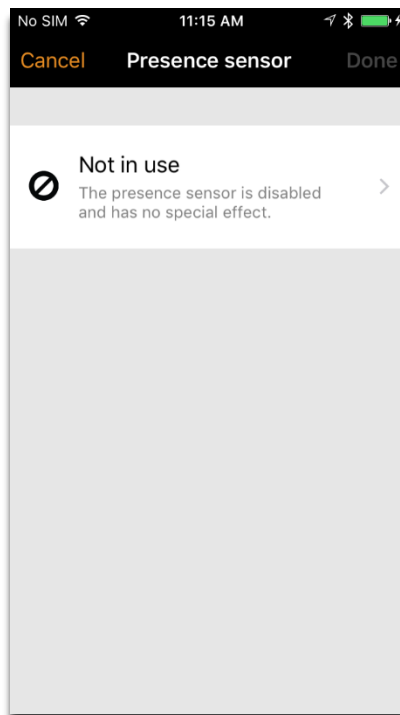 No SIM 11:15 AM
Cancel Presence sensor Done
Not in use
The presence sensor is disabled
and has no special effect.